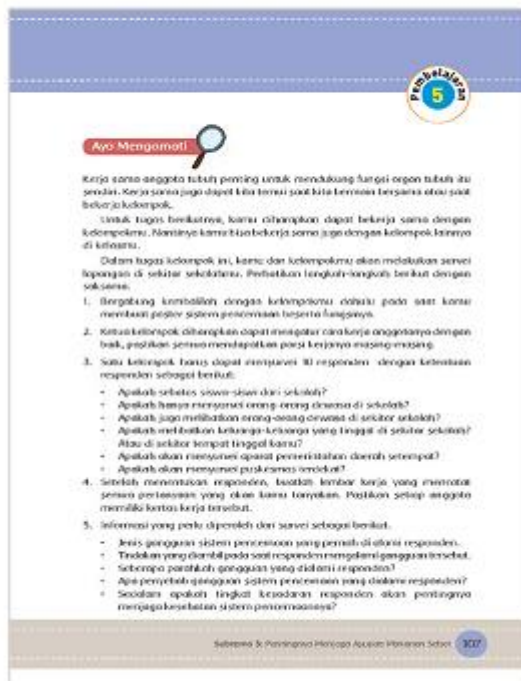 Pembelajaran
5
Ayo Mengamati
Kerja sama anggota tubuh penting untuk mendukung fungsi organ tubuh itu
sendiri. Kerja sama juga dapat kita temui saat kita bermain bersama atau saat
bekerja kelompok.
Untuk tugas berikutnya, kamu diharapkan dapat bekerja sama dengan
kelompokmu. Nantinya kamu bisa bekerja sama juga dengan kelompok lainnya
di kelasmu.
Dalam tugas kelompok ini, kamu dan kelompokmu akan melakukan survei
lapangan di sekitar sekolahmu. Perhatikan langkah-langkah berikut dengan
saksama.
1. Bergabung kembalilah dengan kelompokmu dahulu pada saat kamu
membuat poster sistem pencernaan beserta fungsinya.
2. Ketua kelompok diharapkan dapat mengatur cara kerja anggotanya dengan
baik, pastikan semua mendapatkan porsi kerjanya masing-masing.
3. Satu kelompok harus dapat mensurvei 10 responden dengan ketentuan
responden sebagai berikut:
- Apakah sebatas siswa-siswi dari sekolah?
- Apakah hanya mensurvei orang-orang dewasa di sekolah?
- Apakah juga melibatkan orang-orang dewasa di sekitar sekolah?
- Apakah melibatkan keluarga-keluarga yang tinggal di sekitar sekolah?
Atau di sekitar tempat tinggal kamu?
- Apakah akan mensurvei aparat pemerintahan daerah setempat?
- Apakah akan mensurvei puskesmas terdekat?
4. Setelah menentukan responden, buatlah lembar kerja yang mencatat
semua pertanyaan yang akan kamu tanyakan. Pastikan setiap anggota
memiliki kertas kerja tersebut.
5. Informasi yang perlu diperoleh dari survei sebagai berikut.
- Jenis gangguan sistem pencernaan yang pernah di alami responden.
- Tindakan yang diambil pada saat responden mengalami gangguan tersebut.
- Seberapa parahkah gangguan yang dialami responden?
- Apa penyebab gangguan sistem pencernaan yang dialami responden?
- Sedalam apakah tingkat kesadaran responden akan pentingnya
menjaga kesehatan sistem pencernaannya?
Subtema 3: Pentingnya Menjaga Asupan Makanan Sehat 107